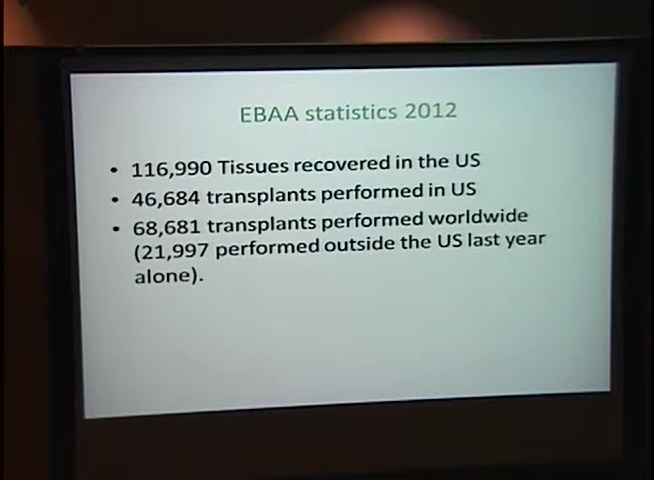 EBAA statistics 2012
• 116,990 Tissues recovered in the US
• 46,684 transplants performed in US
• 68,681 transplants performed worldwide
(21,997 performed outside the US last year
alone).